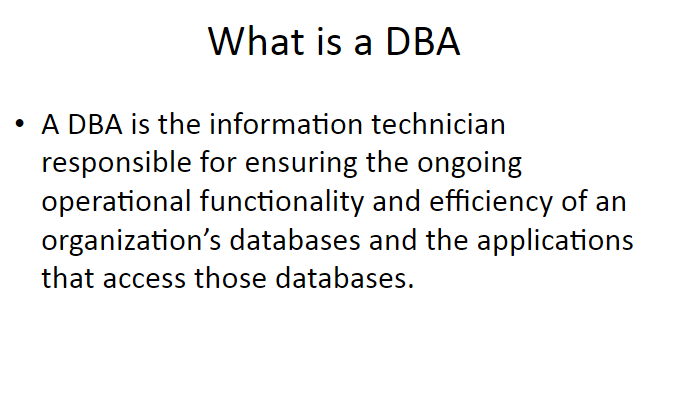 What is a DBA
• A DBA is the information technician
responsible for ensuring the ongoing
operational functionality and efficiency of an
organization’s databases and the applications
that access those databases.